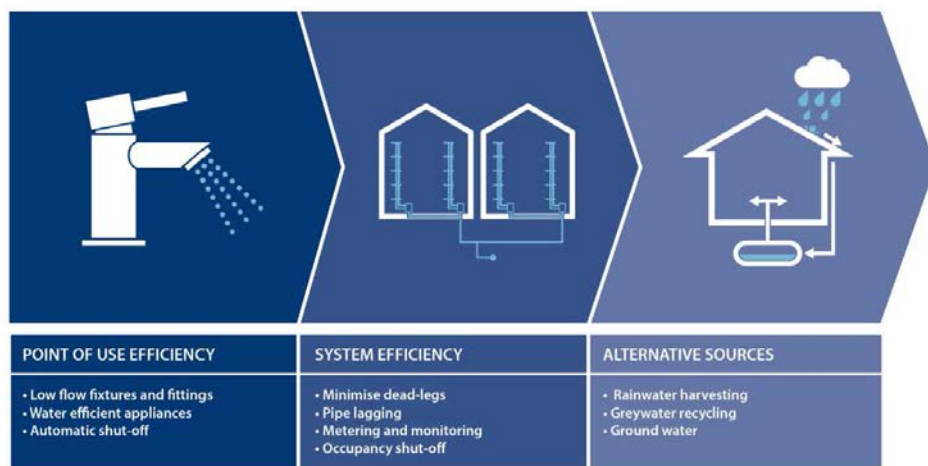 POINT OF USE EFFICIENCY
• Low flow fixtures and fittings
• Water efficient appliances
• Automatic shut-off
SYSTEM EFFICIENCY
• Minimise dead-legs
• Pipe lagging
• Metering and monitoring
• Occupancy shut-off
ALTERNATIVE SOURCES
• Rainwater harvesting
• Greywater recycling
• Ground water